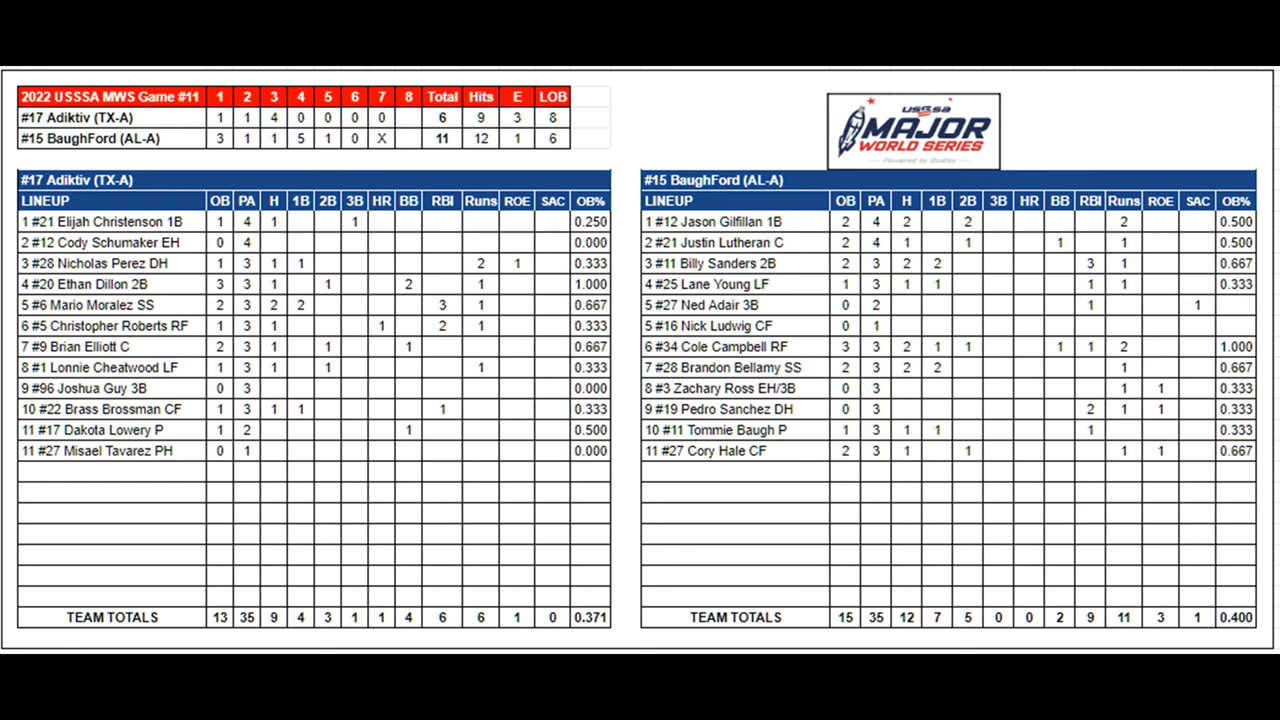 2022 USSSA MWS Game #11 1 2 3 4 5 6 7 8 Total Hits E LOB
#17 Adiktiv (TX-A) 1 1 4 0 0 0 0 6 9 3 8
#15 BaughFord (AL-A) 3 1 1 5 1 0 X 11 12 1 6
USSSA
MAJOR
WORLD SERIES
Powered by Dudley
#17 Adiktiv (TX-A)
LINEUP OB PA H 1B 2B 3B HR BB RBI Runs ROE SAC OB%
1 #21 Elijah Christenson 1B 1 4 1 1 0.250
2 #12 Cody Schumaker EH 0 4 0.000
3 #28 Nicholas Perez DH 1 3 1 1 2 1 0.333
4 #20 Ethan Dillon 2B 3 3 1 1 2 1 1.000
5 #6 Mario Moralez SS 2 3 2 2 3 1 0.667
6 #5 Christopher Roberts RF 1 3 1 1 2 1 0.333
7 #9 Brian Elliott C 2 3 1 1 1 0.667
8 #1 Lonnie Cheatwood LF 1 3 1 1 1 0.333
9 #96 Joshua Guy 3B 0 3 0.000
10 #22 Brass Brossman CF 1 3 1 1 1 0.333
11 #17 Dakota Lowery P 1 2 1 0.500
11 #27 Misael Tavarez PH 0 1 0.000
TEAM TOTALS 13 35 9 4 3 1 1 4 6 6 1 0 0.371
#15 BaughFord (AL-A)
LINEUP OB PA H 1B 2B 3B HR BB RBI Runs ROE SAC OB%
1 #12 Jason Gilfillan 1B 2 4 2 2 2 0.500
2 #21 Justin Lutheran C 2 4 1 1 1 1 0.500
3 #11 Billy Sanders 2B 2 3 2 2 3 1 0.667
4 #25 Lane Young LF 1 3 1 1 1 1 0.333
5 #27 Ned Adair 3B 0 2 1 1
5 #16 Nick Ludwig CF 0 1
6 #34 Cole Campbell RF 3 3 2 1 1 1 1 2 1.000
7 #28 Brandon Bellamy SS 2 3 2 2 1 0.667
8 #3 Zachary Ross EH/3B 0 3 1 1 0.333
9 #19 Pedro Sanchez DH 0 3 2 1 1 0.333
10 #11 Tommie Baugh P 1 3 1 1 1 0.333
11 #27 Cory Hale CF 2 3 1 1 1 1 0.667
TEAM TOTALS 15 35 12 7 5 0 0 2 9 11 3 1 0.400